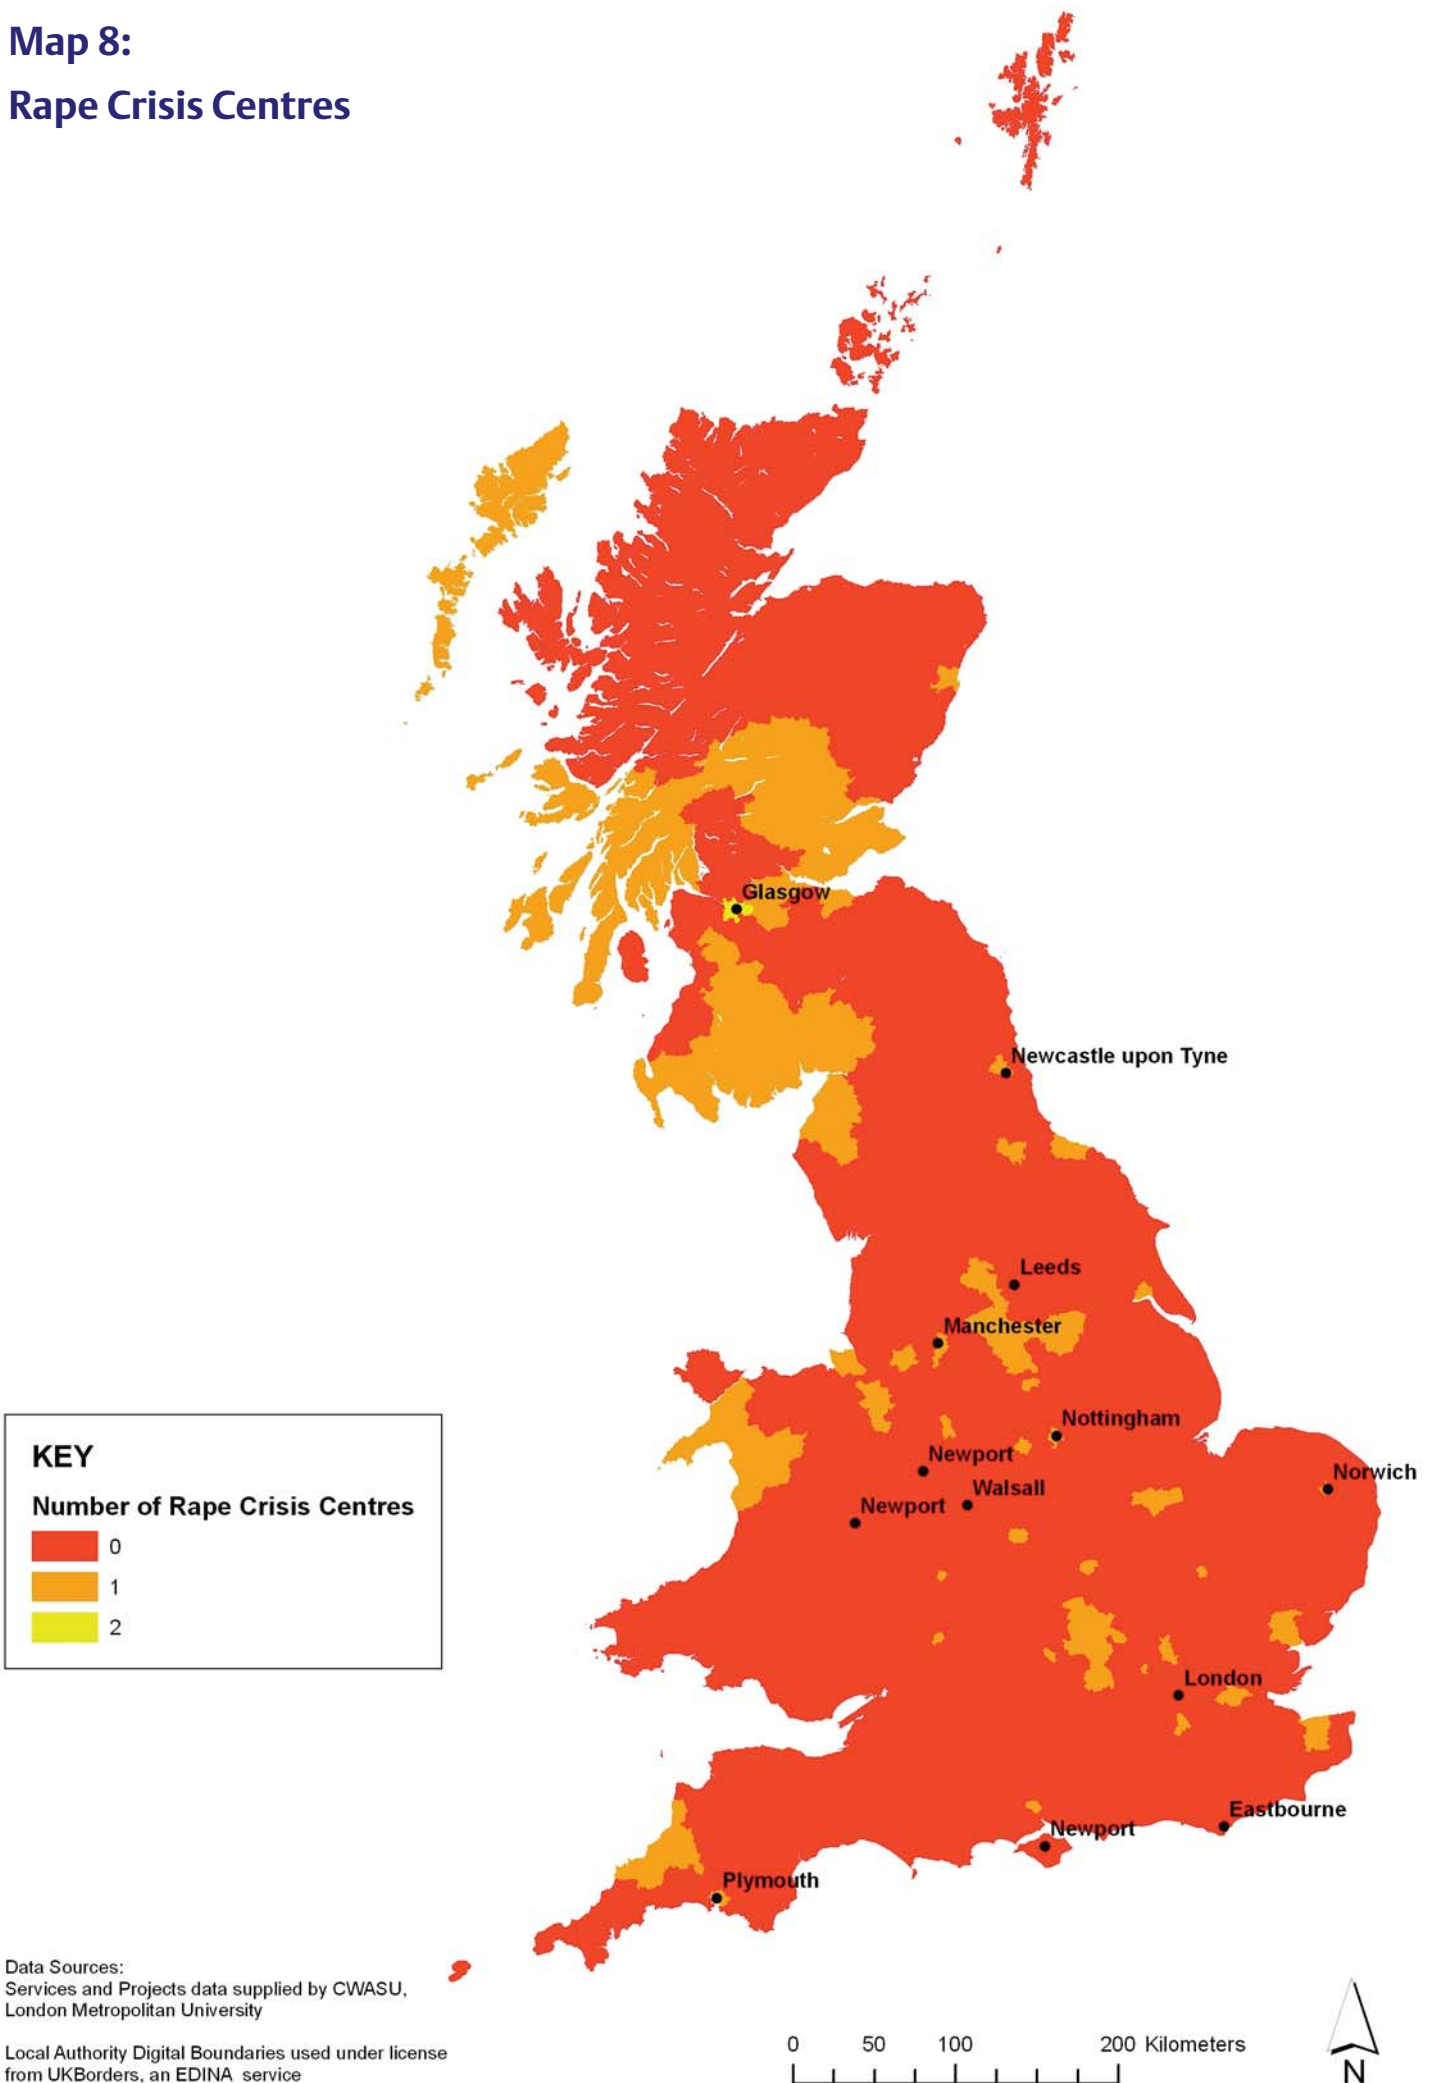 Map 8:
Rape Crisis Centres
Glasgow
Newcastle upon Tyne
Leeds
Manchester
Nottingham
Newport
Norwich
Walsall
Newport
London
Eastbourne
Newport
Plymouth
KEY
Number of Rape Crisis Centres
0
1
2
Data Sources:
Services and Projects data supplied by CWASU,
London Metropolitan University
Local Authority Digital Boundaries used under license
from UKBorders, an EDINA service
0 50 100 200 Kilometers
N